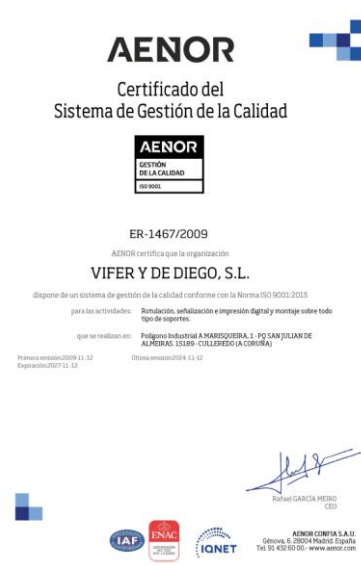 AENOR
Certificado del
Sistema de Gestión de la Calidad
AENOR
GESTIÓN
DE LA CALIDAD
ISO 9001
ER-1467/2009
AENOR certifica que la organización
VIFER Y DE DIEGO, S.L.
dispone de un sistema de gestión de la calidad conforme con la Norma ISO 9001:2015
para las actividades: Rotulación, señalización e impresión digital y montaje sobre todo
tipo de soportes.
que se realizan en: Polígono Industrial A MARISQUEIRA, 1 - PQ SAN JULIAN DE
ALMEIRAS. 15189 - CULLEREDO (A CORUÑA)
Primera emisión 2009-11-12 Última emisión 2024-11-12
Expiración 2027-11-12
Rafael GARCÍA MEIRO
CEO
IAF
ENAC
IQNET
AENOR CONFIA S.A.U.
Génova, 6. 28004 Madrid. España
Tel. 91 432 60 00.- www.aenor.com